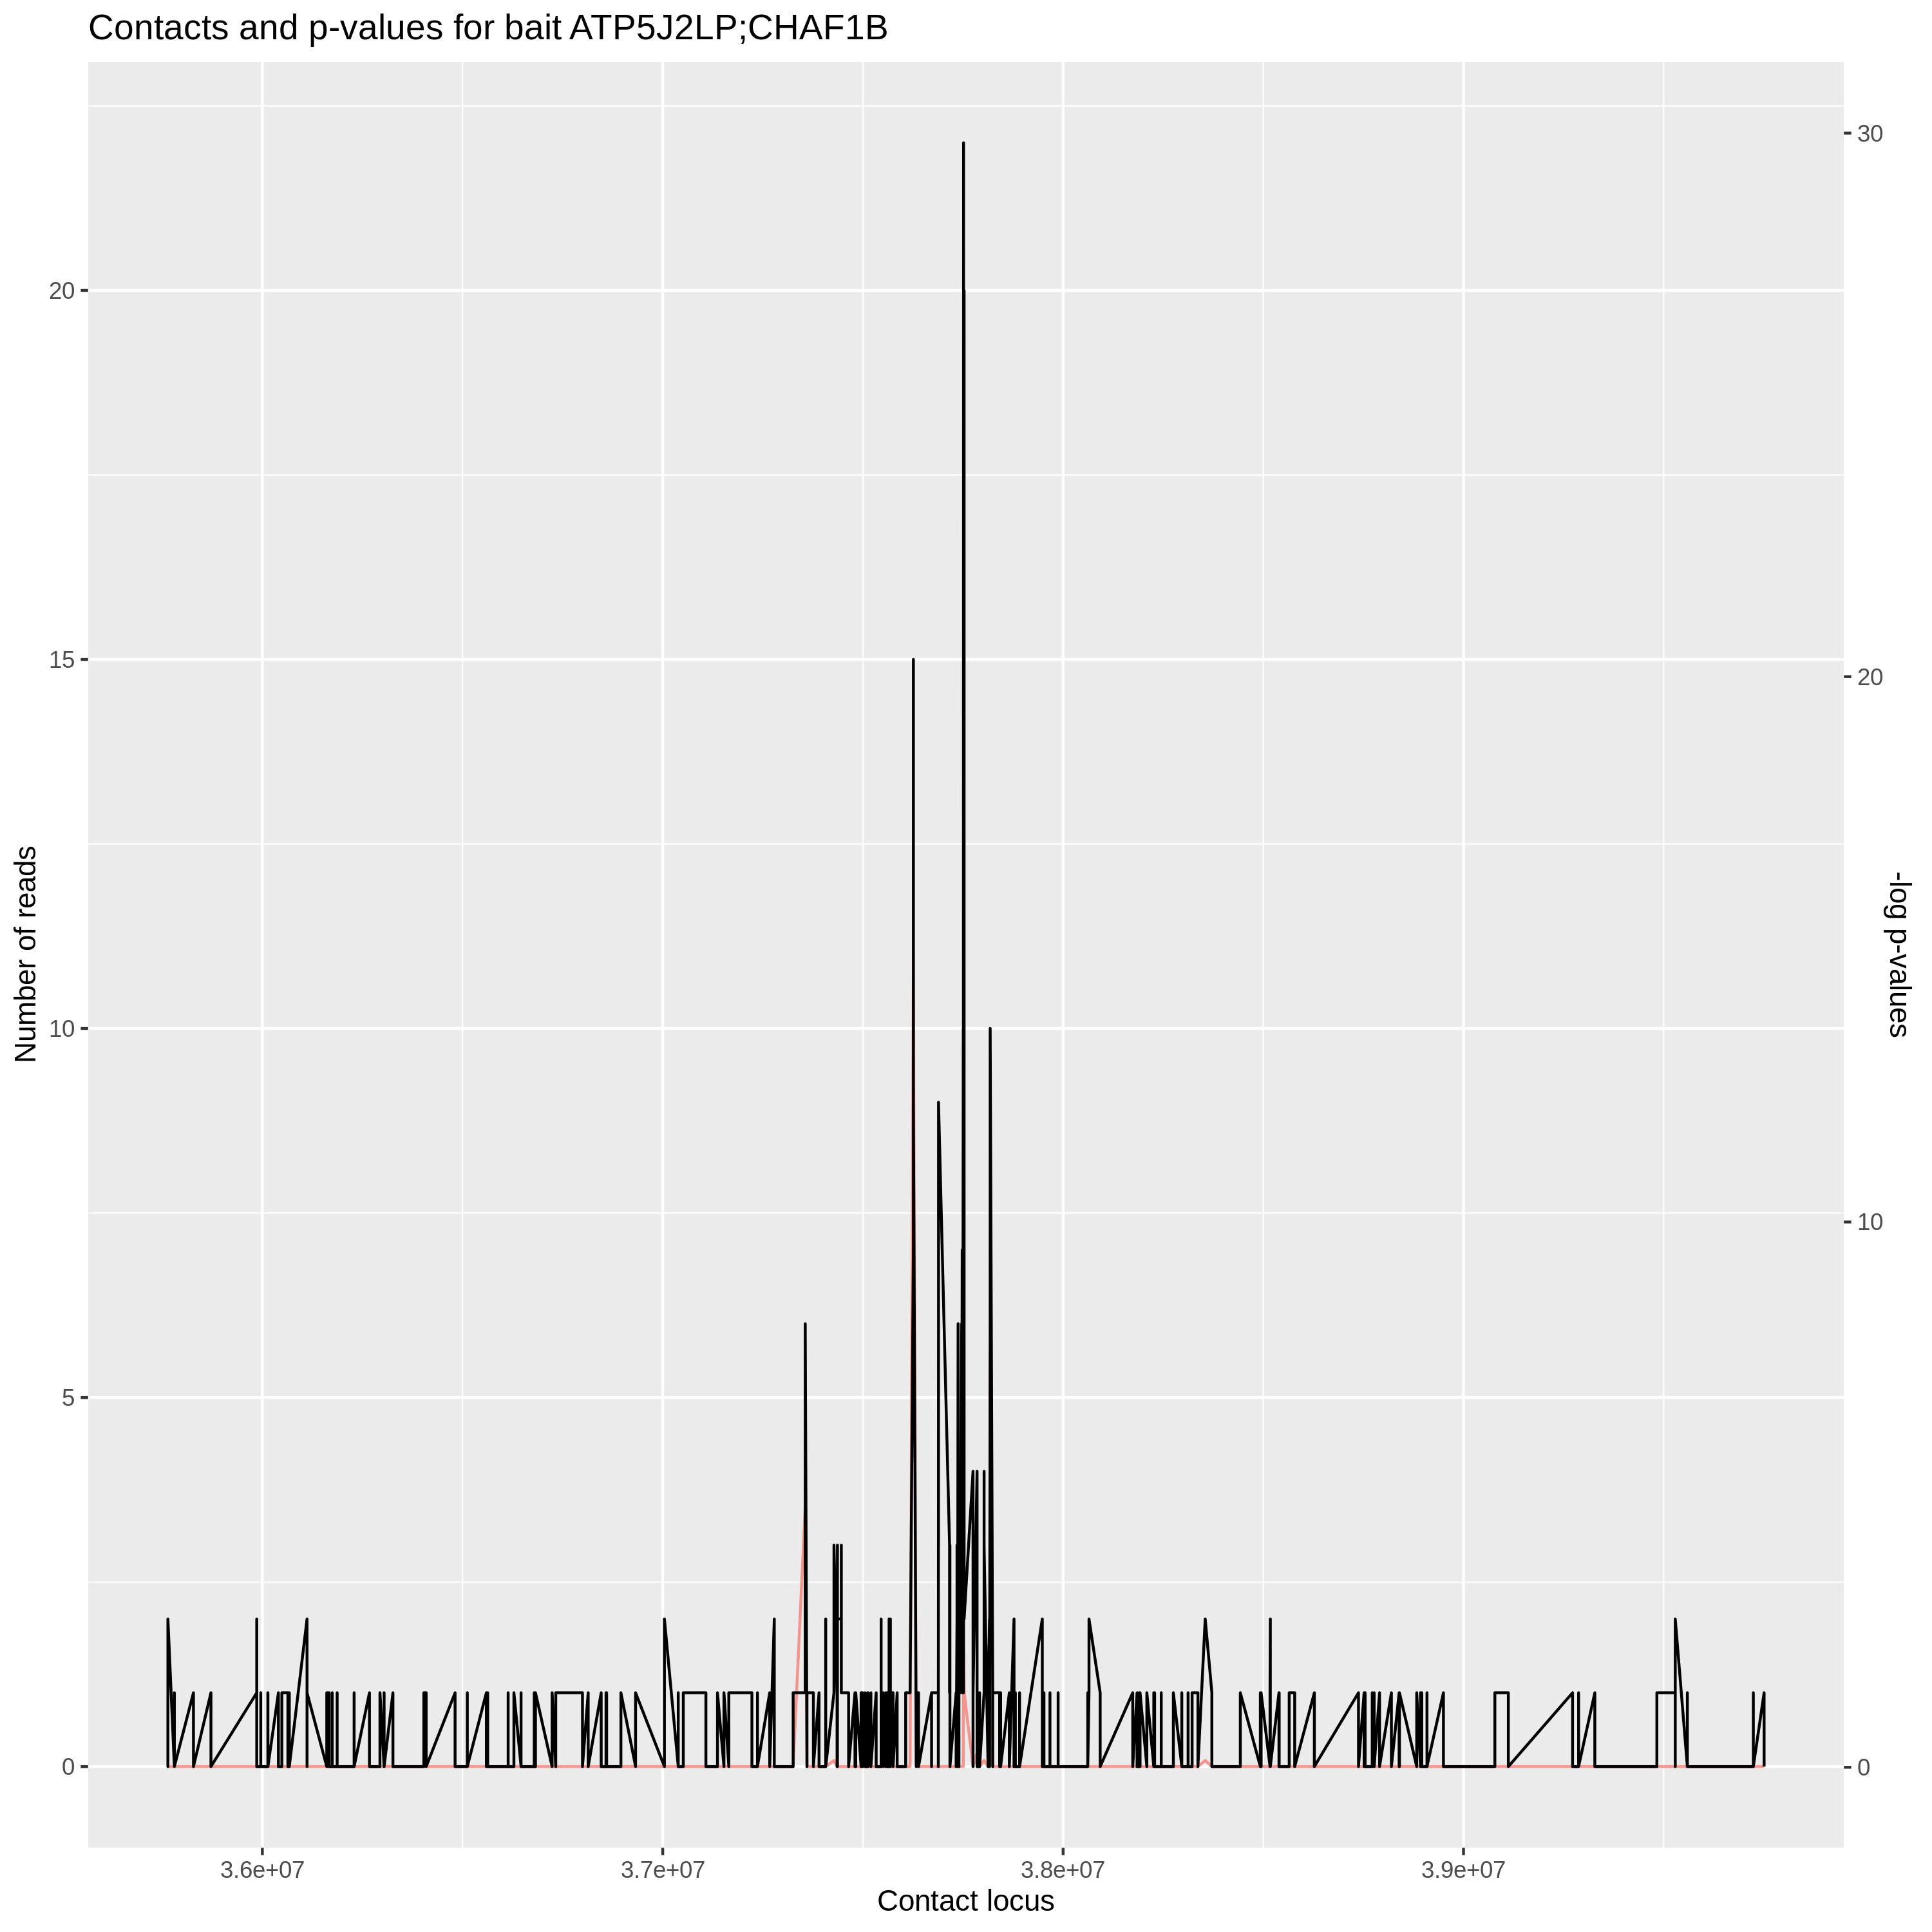 Contacts and p-values for bait ATP5J2LP;CHAF1B
30
20
15
20
Number of reads
-log p-values
10
10
5
0
0
3.6e+07 3.7e+07 3.8e+07 3.9e+07
Contact locus